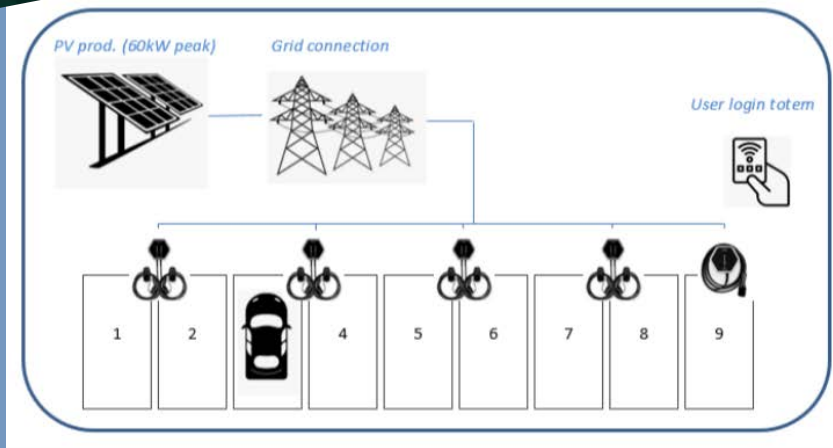 PV prod. (60kW peak)
Grid connection
User login totem
1
2
4
5
6
7
8
9